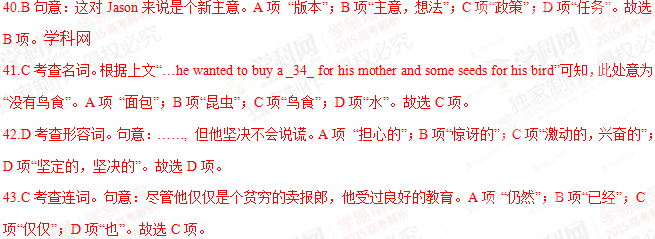 40.B 句意：这对 Jason 来说是个新主意。A 项 “版本”；B 项“主意，想法”；C 项“政策”；D 项“任务”。故选
B 项。学科网
41.C 考查名词。根据上文“…he wanted to buy a _34_ for his mother and some seeds for his bird”可知，此处意为
“没有鸟食”。A 项 “面包”；B 项“昆虫”；C 项“鸟食”；D 项“水”。故选 C 项。
42.D 考查形容词。句意：……，但他坚决不会说谎。A 项 “担心的”；B 项“惊讶的”；C 项“激动的，兴奋的”；
D 项“坚定的，坚决的”。故选 D 项。
43.C 考查连词。句意：尽管他仅仅是个贫穷的卖报郎，他受过良好的教育。A 项 “仍然”；B 项“已经”；C
项“仅仅”；D 项“也”。故选 C 项。